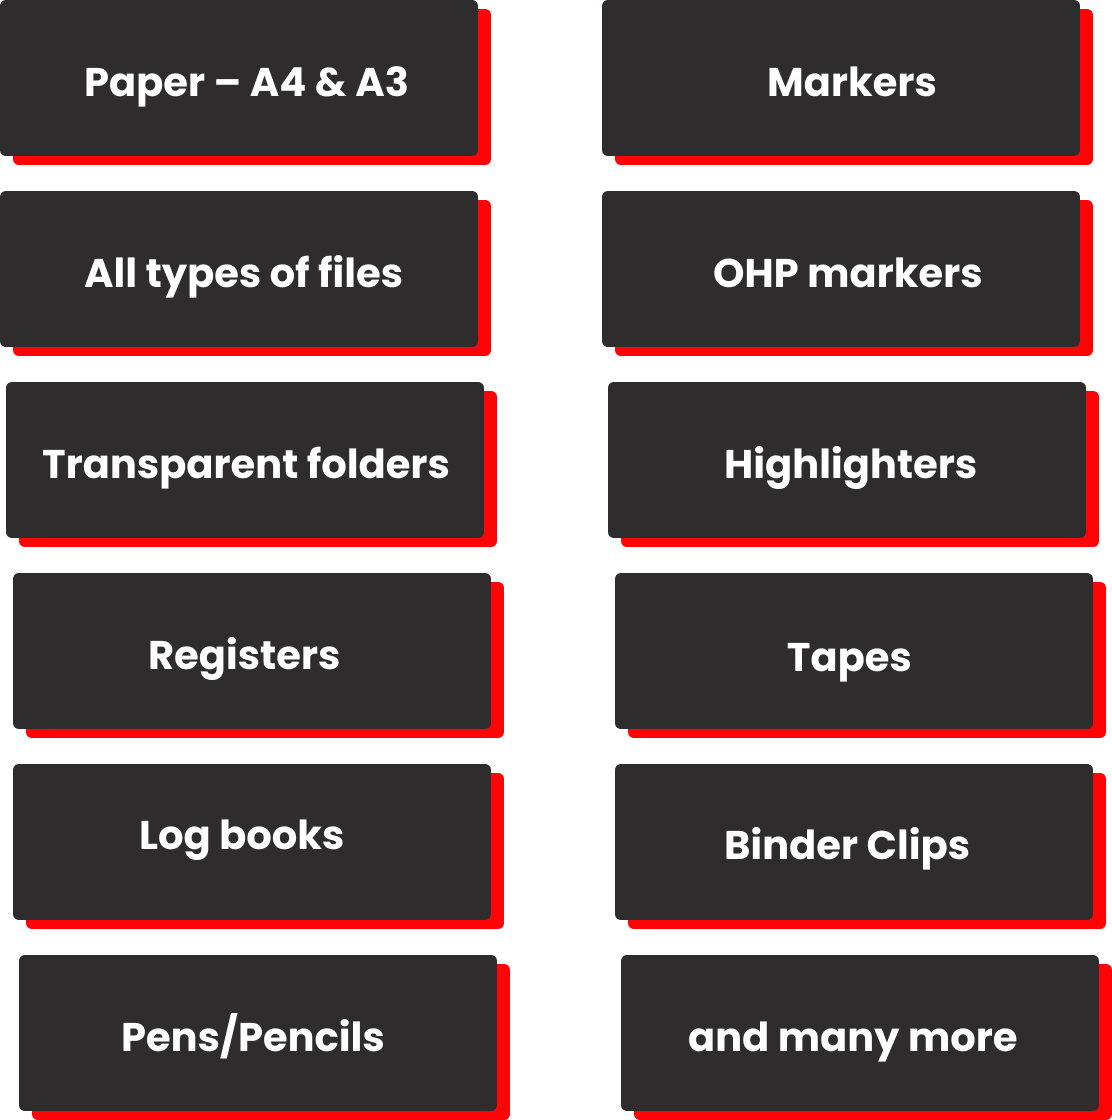 Paper – A4 & A3
Markers
All types of files
OHP markers
Transparent folders
Highlighters
Registers
Tapes
Log books
Binder Clips
Pens/Pencils
and many more